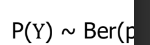 P(Y) ~ Ber(p